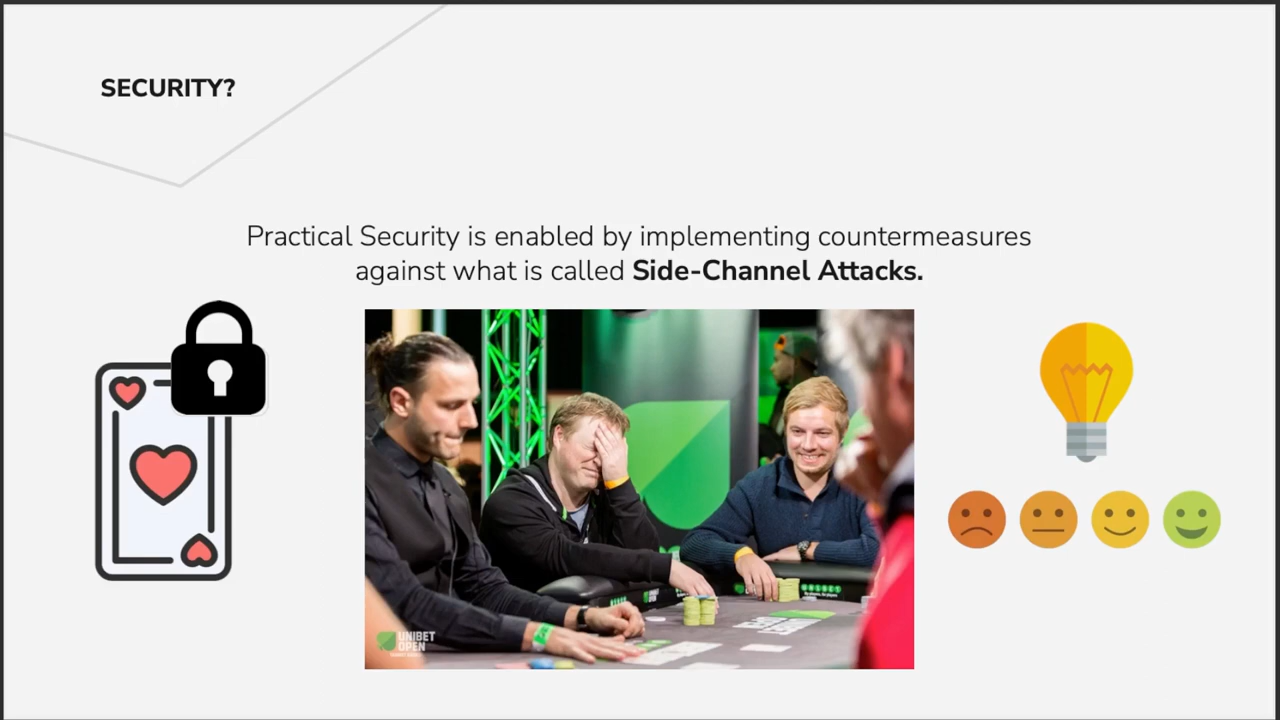 SECURITY?
Practical Security is enabled by implementing countermeasures
against what is called Side-Channel Attacks.
UNIBET
OPEN